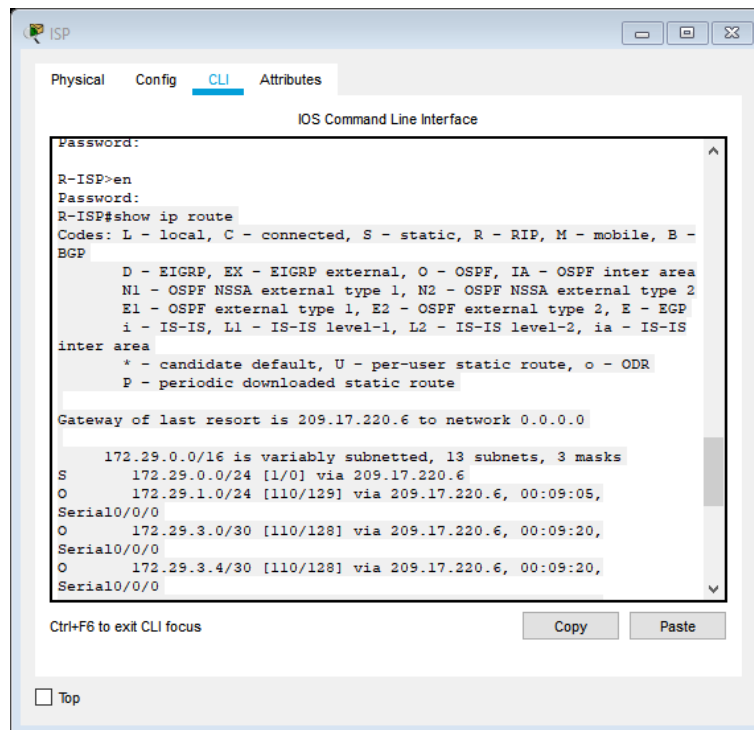 ISP
Physical Config CLI Attributes
IOS Command Line Interface
Password:
R-ISP>en
Password:
R-ISP#show ip route
Codes: L - local, C - connected, S - static, R - RIP, M - mobile, B -
BGP
D - EIGRP, EX - EIGRP external, O - OSPF, IA - OSPF inter area
N1 - OSPF NSSA external type 1, N2 - OSPF NSSA external type 2
E1 - OSPF external type 1, E2 - OSPF external type 2, E - EGP
i - IS-IS, L1 - IS-IS level-1, L2 - IS-IS level-2, ia - IS-IS
inter area
* - candidate default, U - per-user static route, o - ODR
P - periodic downloaded static route
Gateway of last resort is 209.17.220.6 to network 0.0.0.0
172.29.0.0/16 is variably subnetted, 13 subnets, 3 masks
S 172.29.0.0/24 [1/0] via 209.17.220.6
O 172.29.1.0/24 [110/129] via 209.17.220.6, 00:09:05,
Serial0/0/0
O 172.29.3.0/30 [110/128] via 209.17.220.6, 00:09:20,
Serial0/0/0
O 172.29.3.4/30 [110/128] via 209.17.220.6, 00:09:20,
Serial0/0/0
Ctrl+F6 to exit CLI focus
Copy Paste
Top